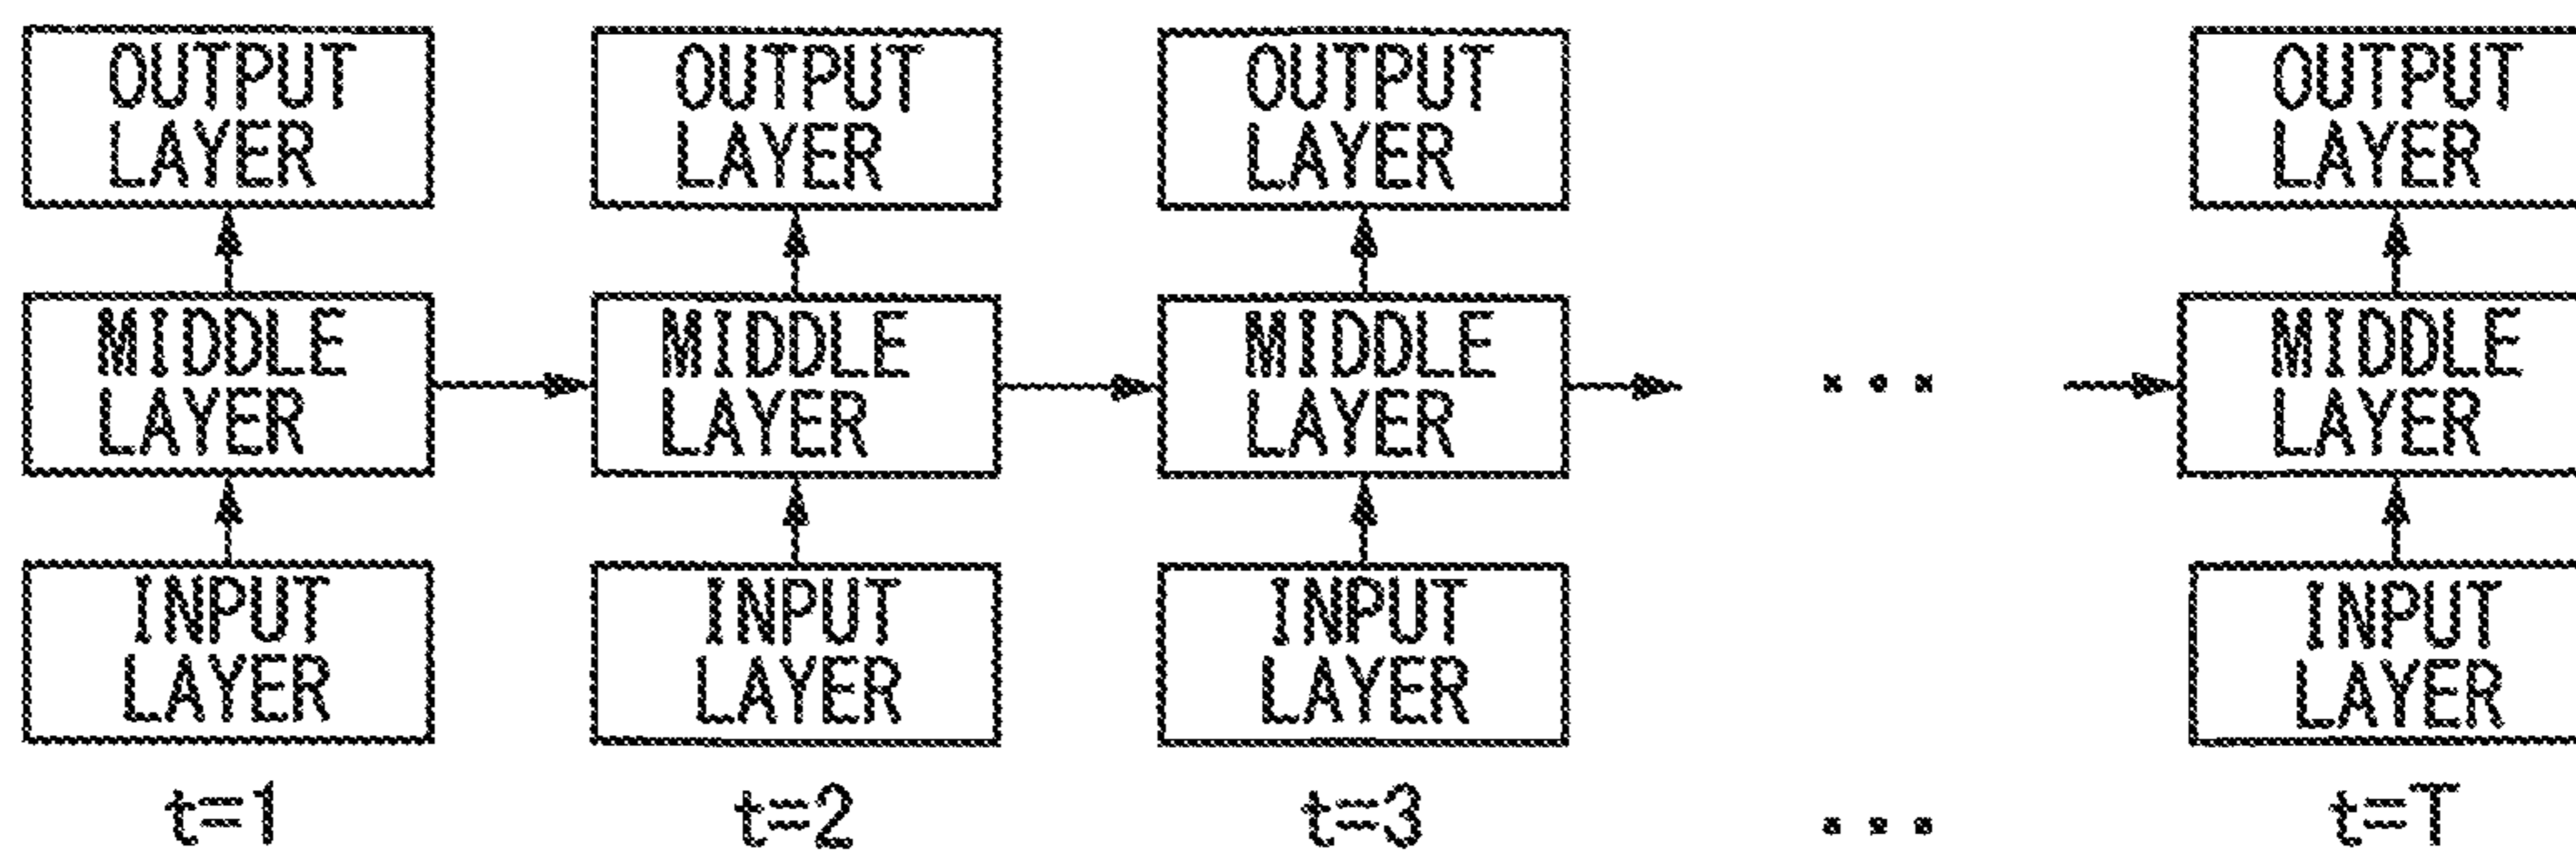 OUTPUT
LAYER
OUTPUT
LAYER
OUTPUT
LAYER
OUTPUT
LAYER
MIDDLE
LAYER
MIDDLE
LAYER
MIDDLE
LAYER
...
MIDDLE
LAYER
INPUT
LAYER
INPUT
LAYER
INPUT
LAYER
INPUT
LAYER
t=1
t=2
t=3
...
t=T